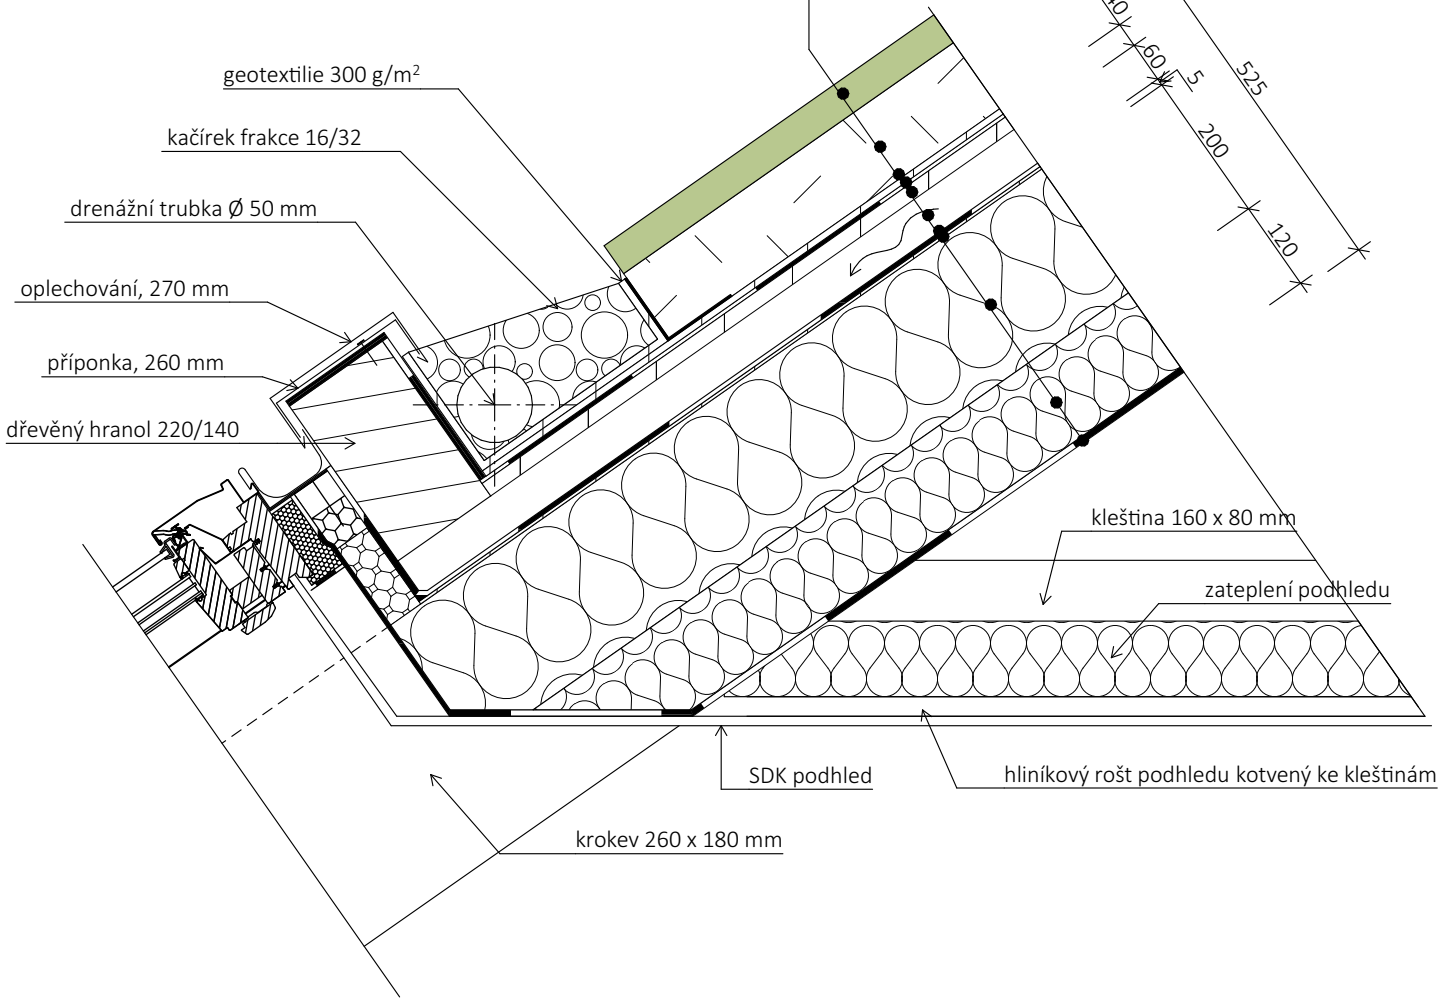 geotextilie 300 g/m²
kačírek frakce 16/32
drenážní trubka Ø 50 mm
oplechování, 270 mm
příponka, 260 mm
dřevěný hranol 220/140
60
5
525
200
120
kleština 160 x 80 mm
zateplení podhledu
SDK podhled
hliníkový rošt podhledu kotvený ke kleštinám
krokev 260 x 180 mm